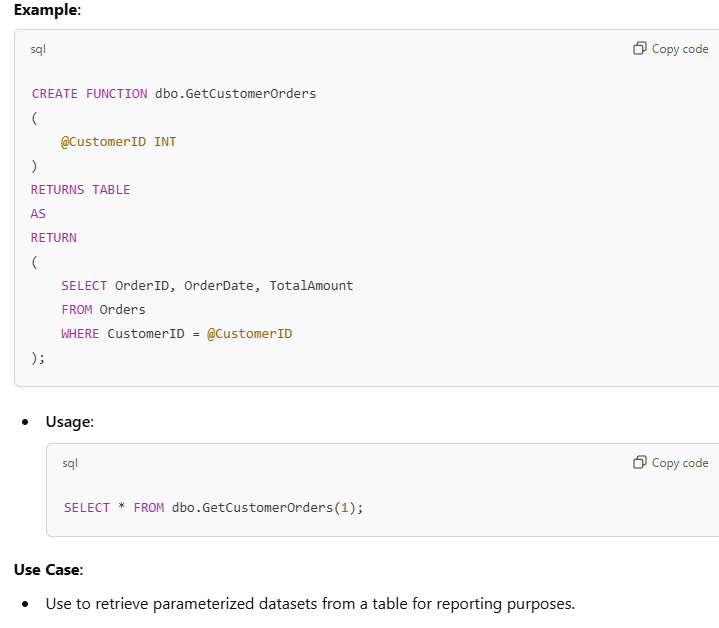 Example:
sql
Copy code
CREATE FUNCTION dbo.GetCustomerOrders
(
    @CustomerID INT
)
RETURNS TABLE
AS
RETURN
(
    SELECT OrderID, OrderDate, TotalAmount
    FROM Orders
    WHERE CustomerID = @CustomerID
);
• Usage:
sql
Copy code
SELECT * FROM dbo.GetCustomerOrders(1);
Use Case:
• Use to retrieve parameterized datasets from a table for reporting purposes.